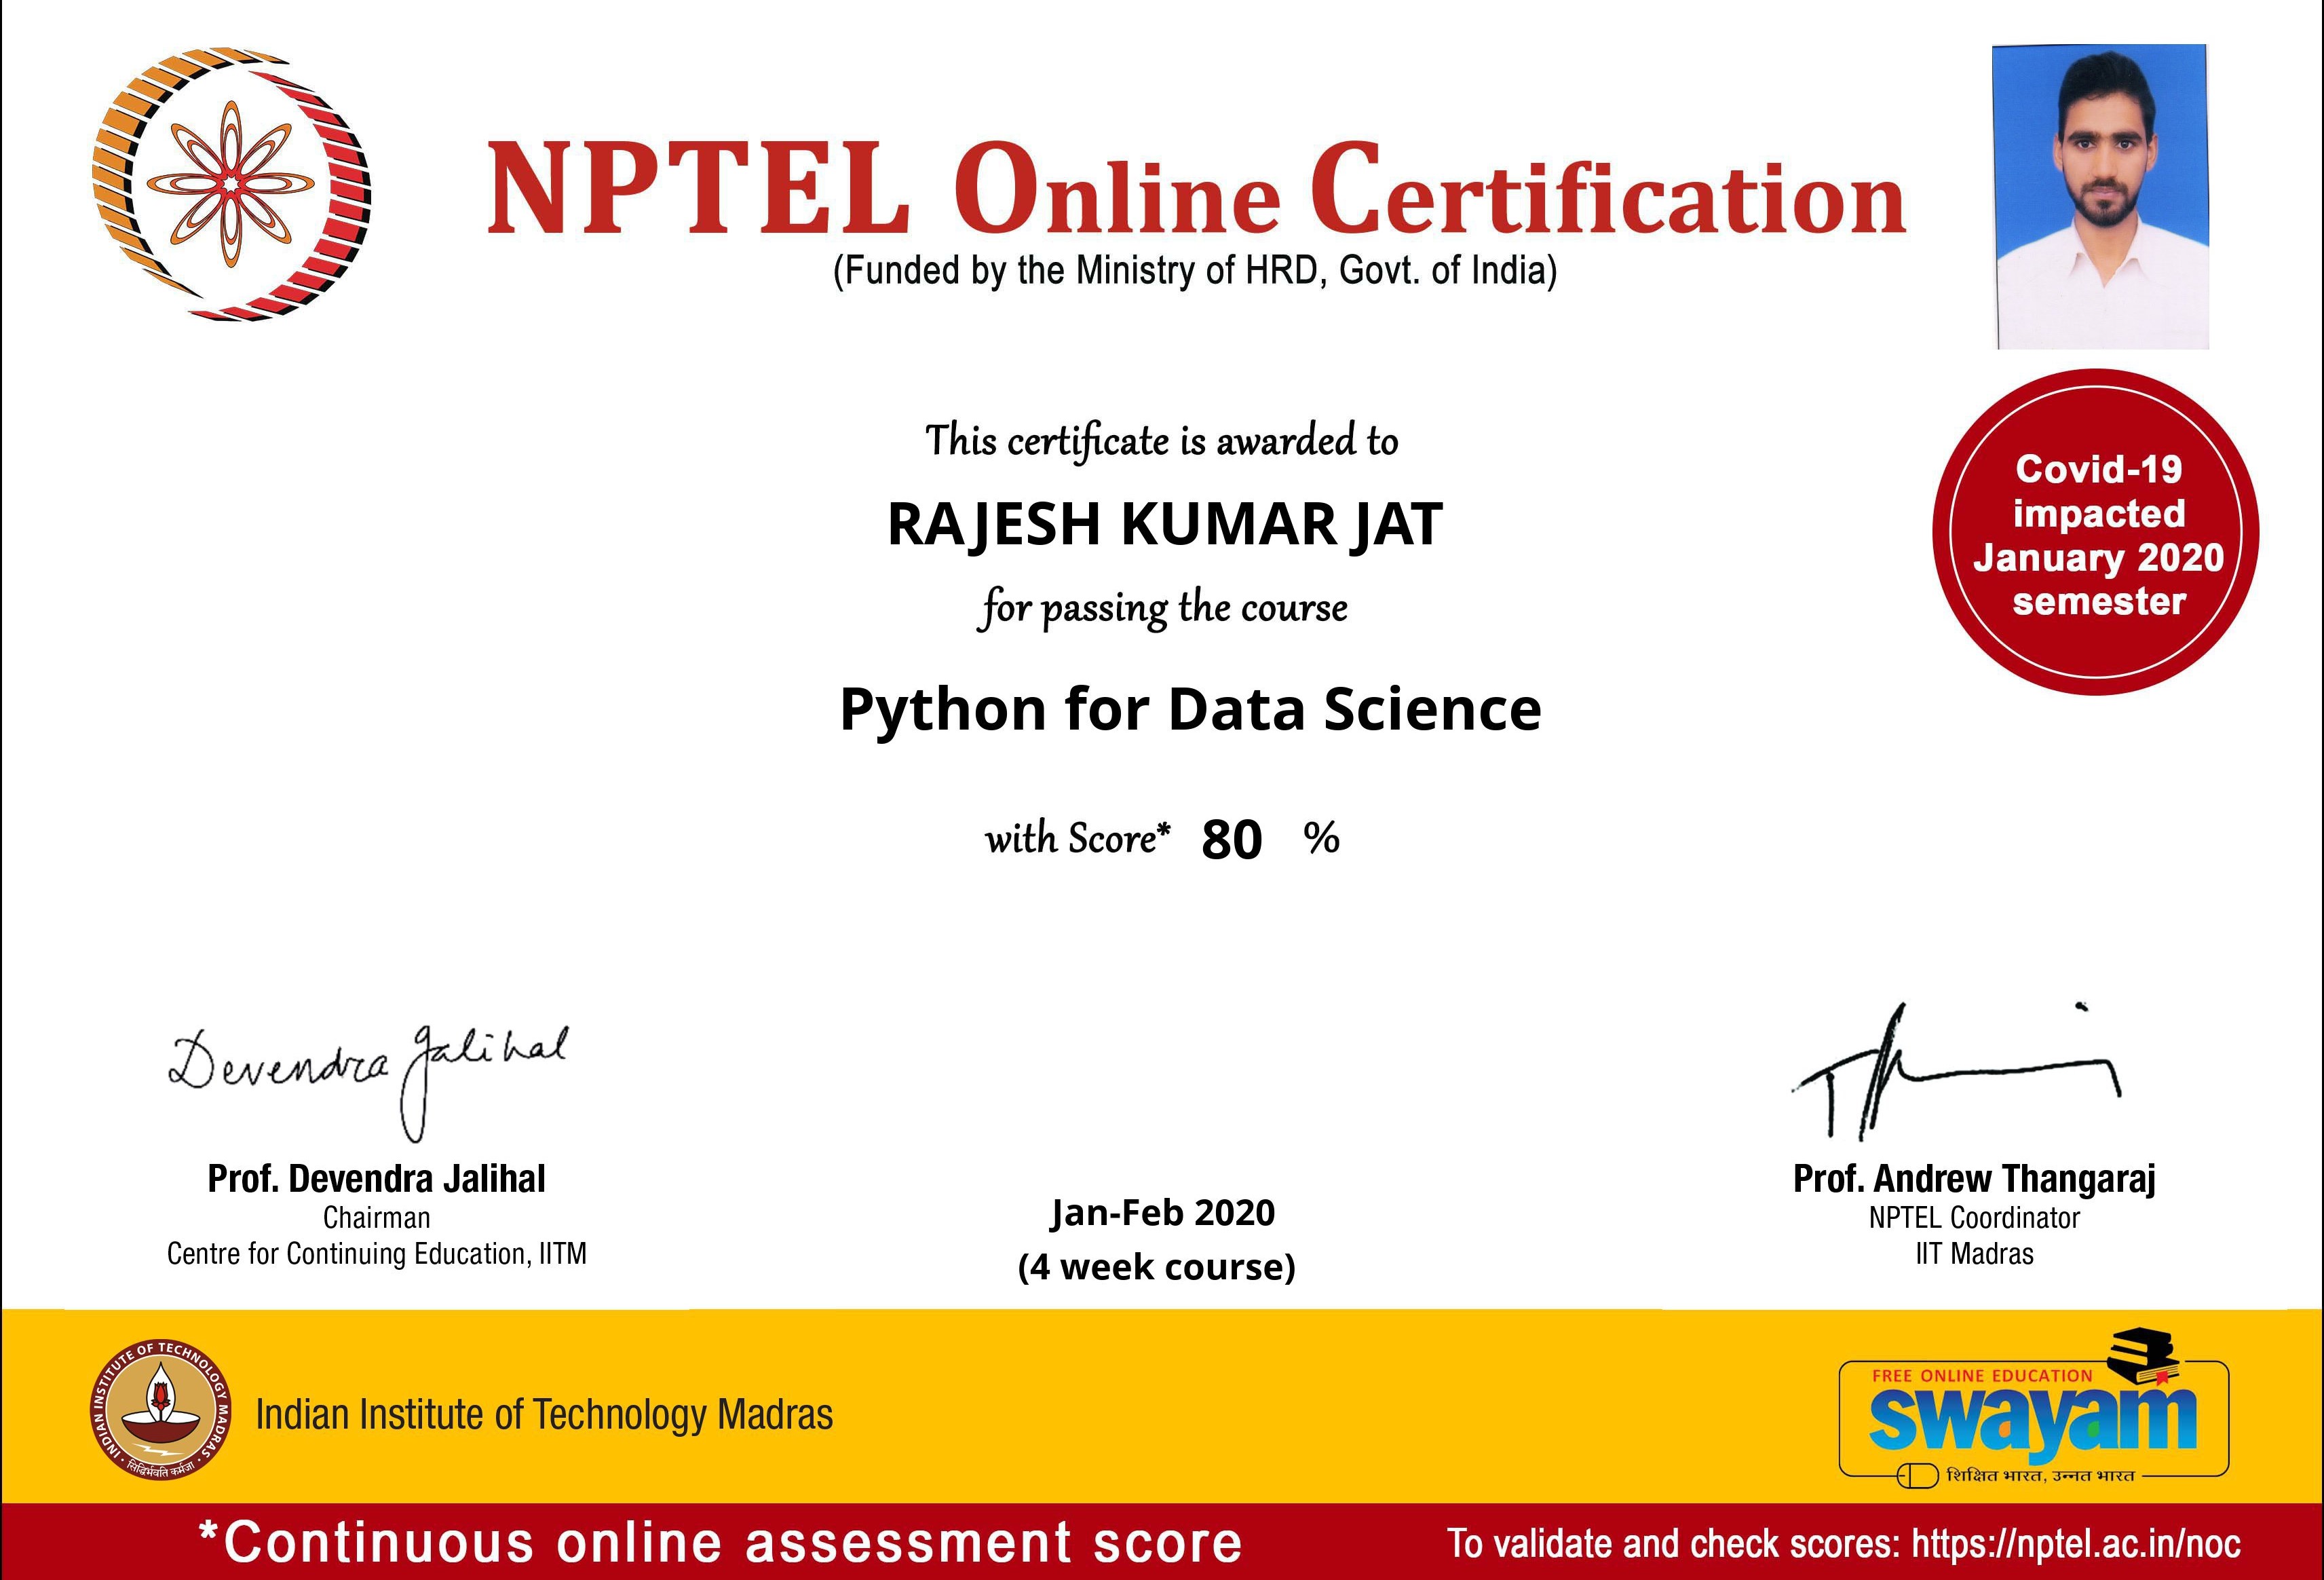 NPTEL Online Certification
(Funded by the Ministry of HRD, Govt. of India)
This certificate is awarded to
RAJESH KUMAR JAT
for passing the course
Python for Data Science
with Score* 80 %
Covid-19
impacted
January 2020
semester
Devendra Jalihal
Prof. Devendra Jalihal
Chairman
Centre for Continuing Education, IITM
Jan-Feb 2020
(4 week course)
Prof. Andrew Thangaraj
NPTEL Coordinator
IIT Madras
INDIAN INSTITUTE OF TECHNOLOGY MADRAS
सिद्धिर्भवति कर्मजा
Indian Institute of Technology Madras
FREE ONLINE EDUCATION
swayam
शिक्षित भारत, उन्नत भारत
*Continuous online assessment score
To validate and check scores: https://nptel.ac.in/noc